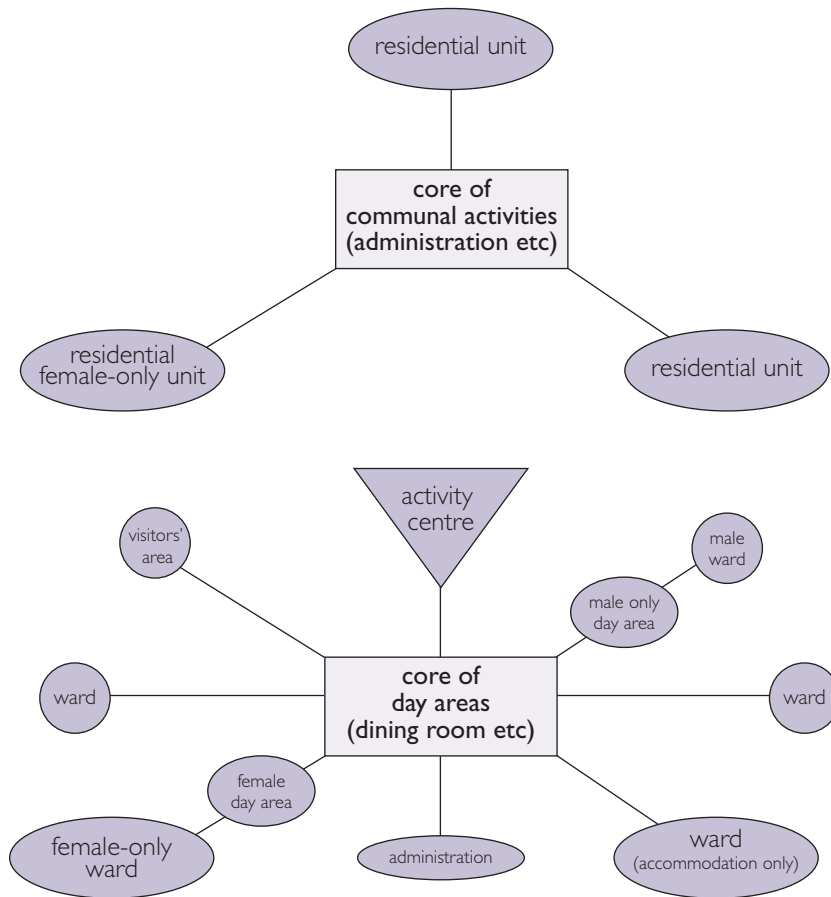 residential unit
core of
communal activities
(administration etc)
residential
female-only unit
residential unit
activity
centre
visitors’
area
male
ward
male only
day area
ward
core of
day areas
(dining room etc)
ward
female
day area
female-only
ward
administration
ward
(accommodation only)